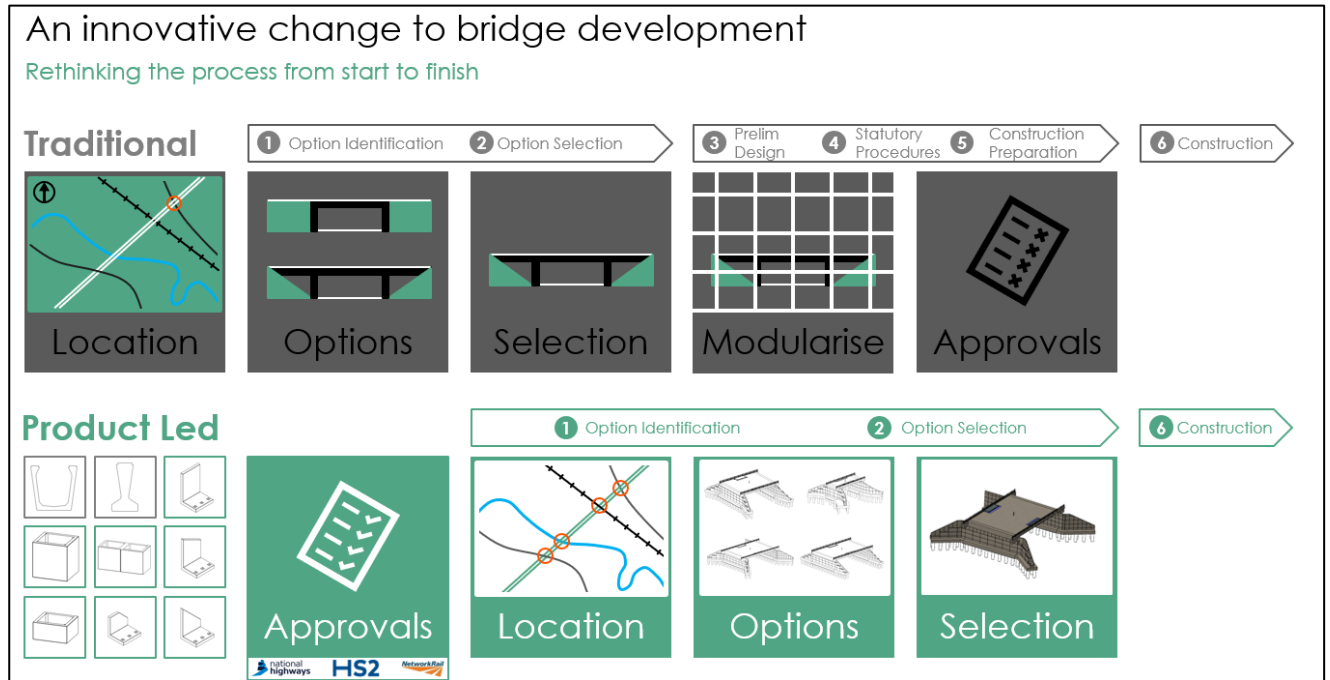 An innovative change to bridge development
Rethinking the process from start to finish
Traditional
1 Option Identification
2 Option Selection
3 Prelim
Design
4 Statutory
Procedures
5 Construction
Preparation
6 Construction
Location
Options
Selection
Modularise
Approvals
Product Led
1 Option Identification
2 Option Selection
6 Construction
Approvals
Location
Options
Selection
national
highways
HS2
NetworkRail